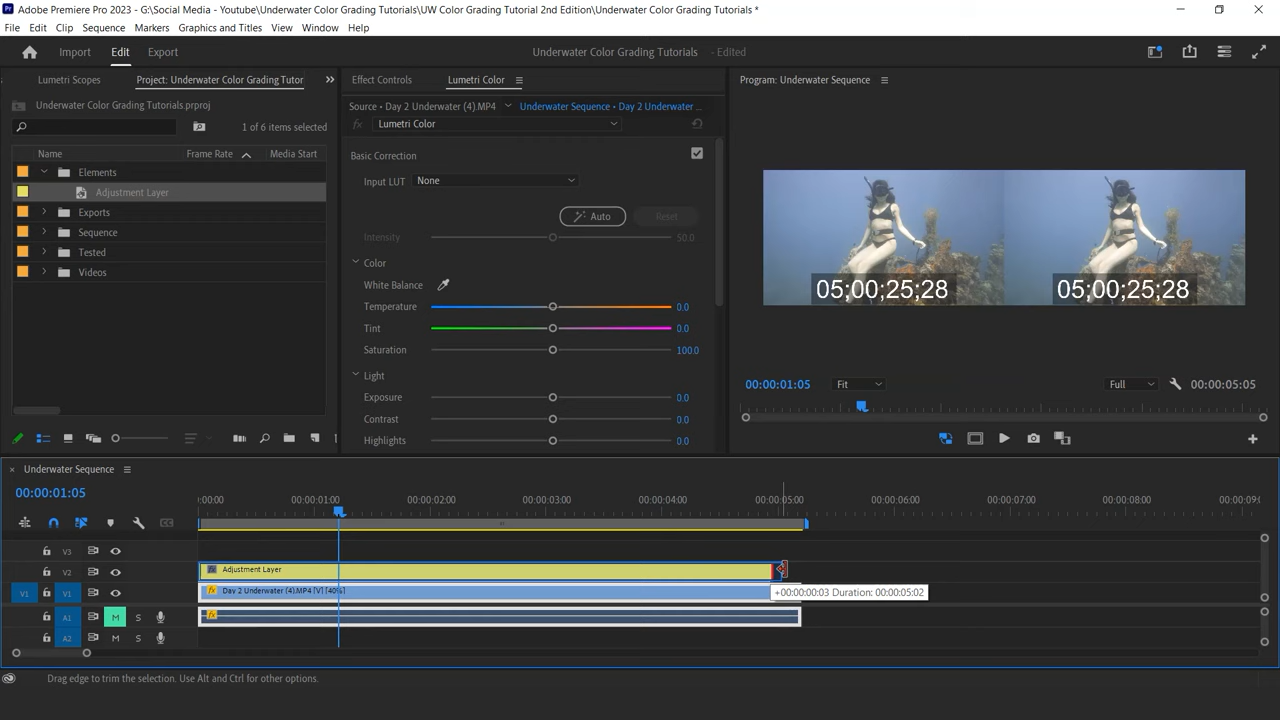 Adobe Premiere Pro 2023 - G:\Social Media - Youtube\Underwater Color Grading Tutorials\UW Color Grading Tutorial 2nd Edition\Underwater Color Grading Tutorials *
File Edit Clip Sequence Markers Graphics and Titles View Window Help
Import Edit Export Underwater Color Grading Tutorials - Edited
Lumetri Scopes Project: Underwater Color Grading Tutor
Underwater Color Grading Tutorials.prproj
1 of 6 items selected
Name Frame Rate Media Start
Elements
Adjustment Layer
Exports
Sequence
Tested
Videos
Effect Controls Lumetri Color
Source • Day 2 Underwater (4).MP4 Underwater Sequence • Day 2 Underwater ...
fx Lumetri Color
Basic Correction
Input LUT None
Auto Reset
Intensity 50.0
Color
White Balance
Temperature 0.0
Tint 0.0
Saturation 100.0
Light
Exposure 0.0
Contrast 0.0
Highlights 0.0
Program: Underwater Sequence
05;00;25;28 05;00;25;28
00:00:01:05 Fit Full 00:00:05:05
Underwater Sequence
00:00:01:05
:00:00 00:00:01:00 00:00:02:00 00:00:03:00 00:00:04:00 00:00:05:00 00:00:06:00 00:00:07:00 00:00:08:00 00:00:09:0
V3
V2 fx Adjustment Layer
V1 V1 fx Day 2 Underwater (4).MP4 [V] [40%]
+00:00:00:03 Duration: 00:00:05:02
A1 M S fx
A2 M S
Drag edge to trim the selection. Use Alt and Ctrl for other options.